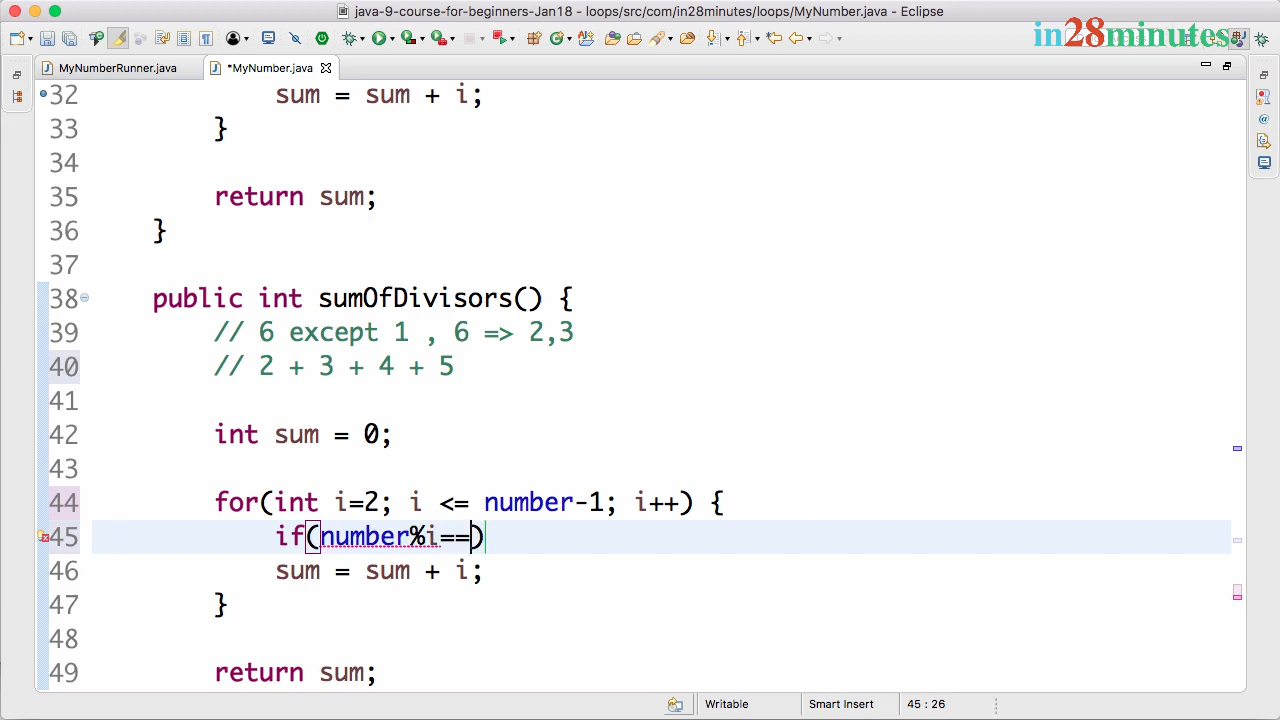 java-9-course-for-beginners-Jan18 - loops/src/com/in28minutes/loops/MyNumber.java - Eclipse
in28minutes
MyNumberRunner.java
*MyNumber.java
32 sum = sum + i;
33 }
34
35 return sum;
36 }
37
38 public int sumOfDivisors() {
39 // 6 except 1 , 6 => 2,3
40 // 2 + 3 + 4 + 5
41
42 int sum = 0;
43
44 for(int i=2; i <= number-1; i++) {
45 if(number%i==)
46 sum = sum + i;
47 }
48
49 return sum;
Writable Smart Insert 45 : 26